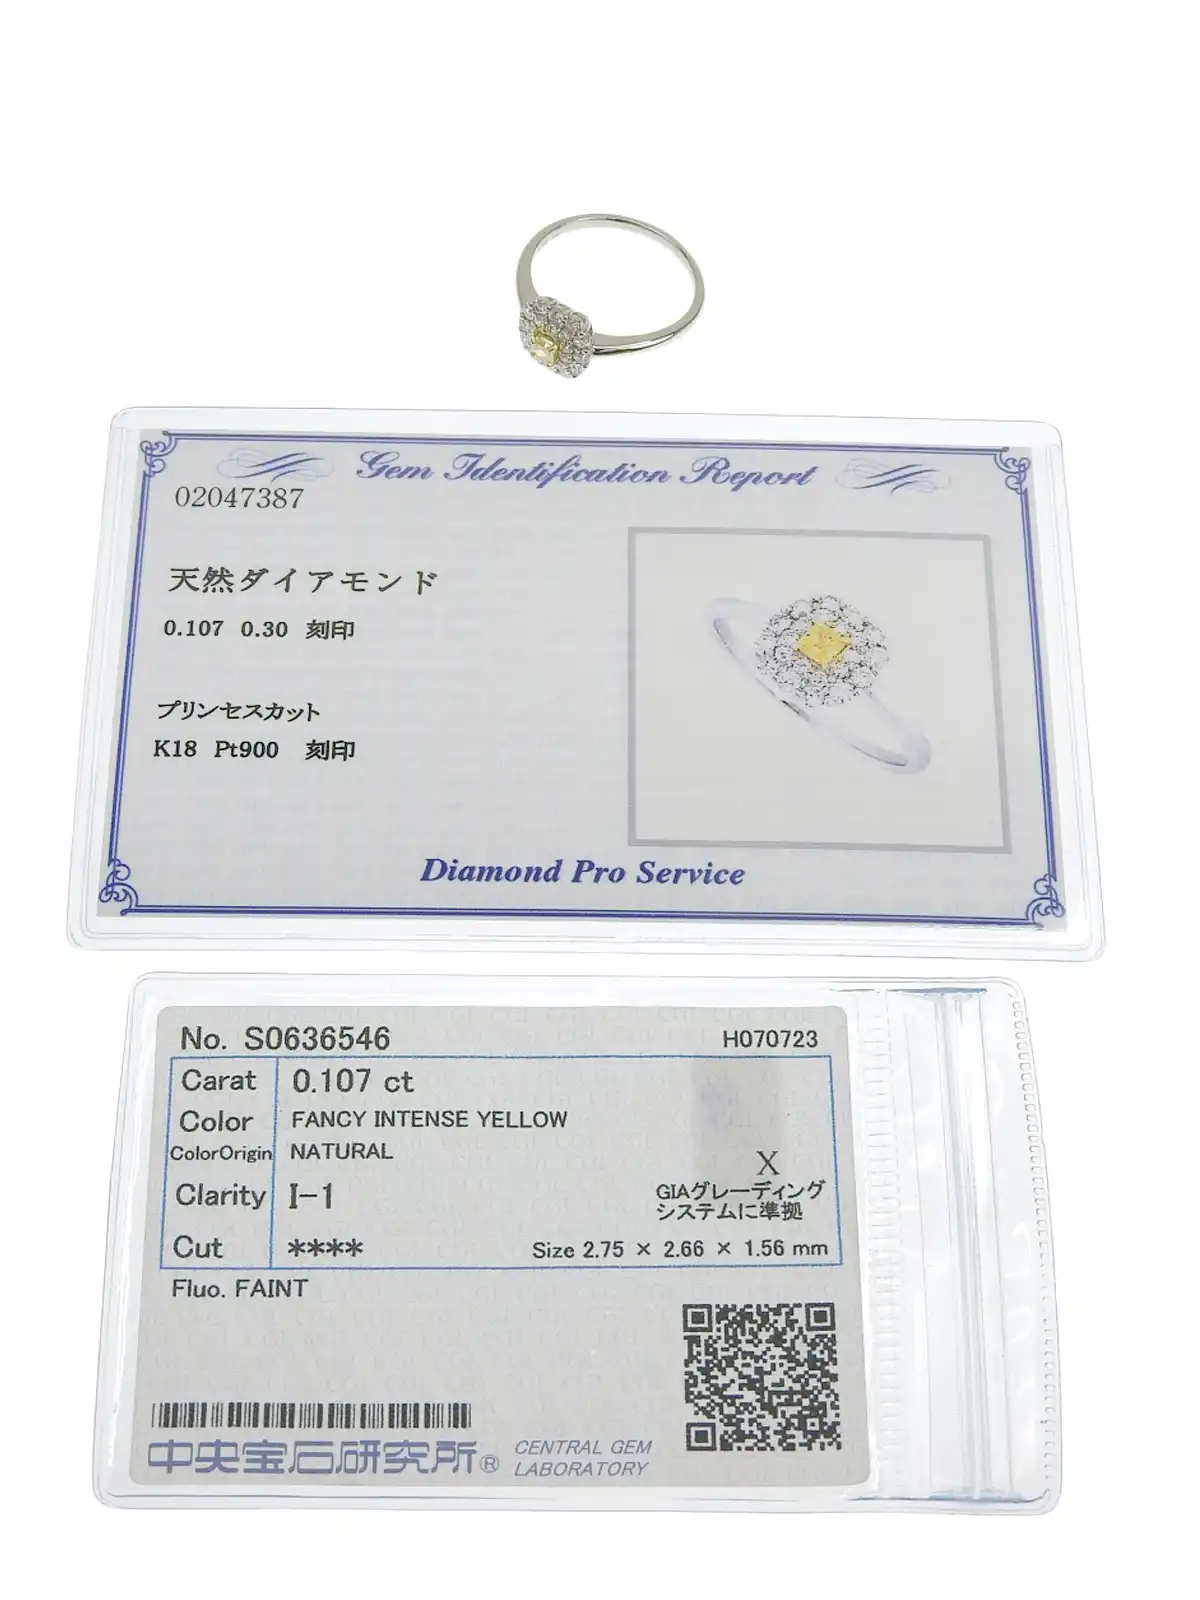 Gem Identification Report
02047387
天然ダイアモンド
0.107 0.30 刻印
プリンセスカット
K18 Pt900 刻印
Diamond Pro Service
No. S0636546 H070723
Carat 0.107 ct
Color FANCY INTENSE YELLOW
ColorOrigin NATURAL
X
Clarity I-1
GIAグレーディング
システムに準拠
Cut **** Size 2.75 × 2.66 × 1.56 mm
Fluo. FAINT
中央宝石研究所® CENTRAL GEM
LABORATORY